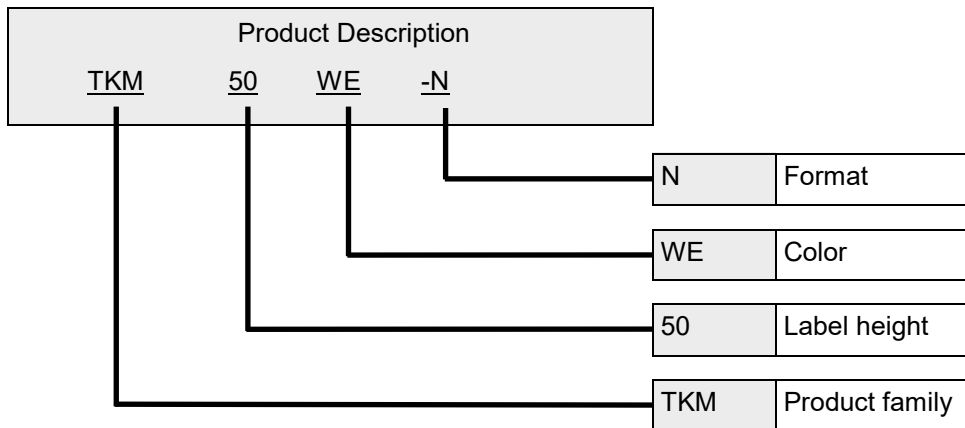 Product Description
TKM 50 WE -N
N Format
WE Color
50 Label height
TKM Product family